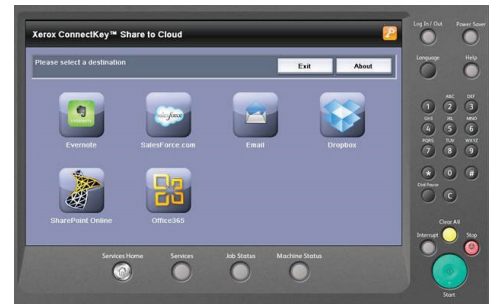 Xerox ConnectKey™ Share to Cloud
Please select a destination
Exit
About
Evernote
salesforce
SalesForce.com
Email
Dropbox
SharePoint Online
Office365
Services Home
Services
Job Status
Machine Status
Log In / Out
Power Saver
Language
Help
ABC
DEF
1
2
3
GHI
JKL
MNO
4
5
6
PQRS
TUV
WXYZ
7
8
9
*
0
#
Dial Pause
C
Clear All
Interrupt
Stop
Start